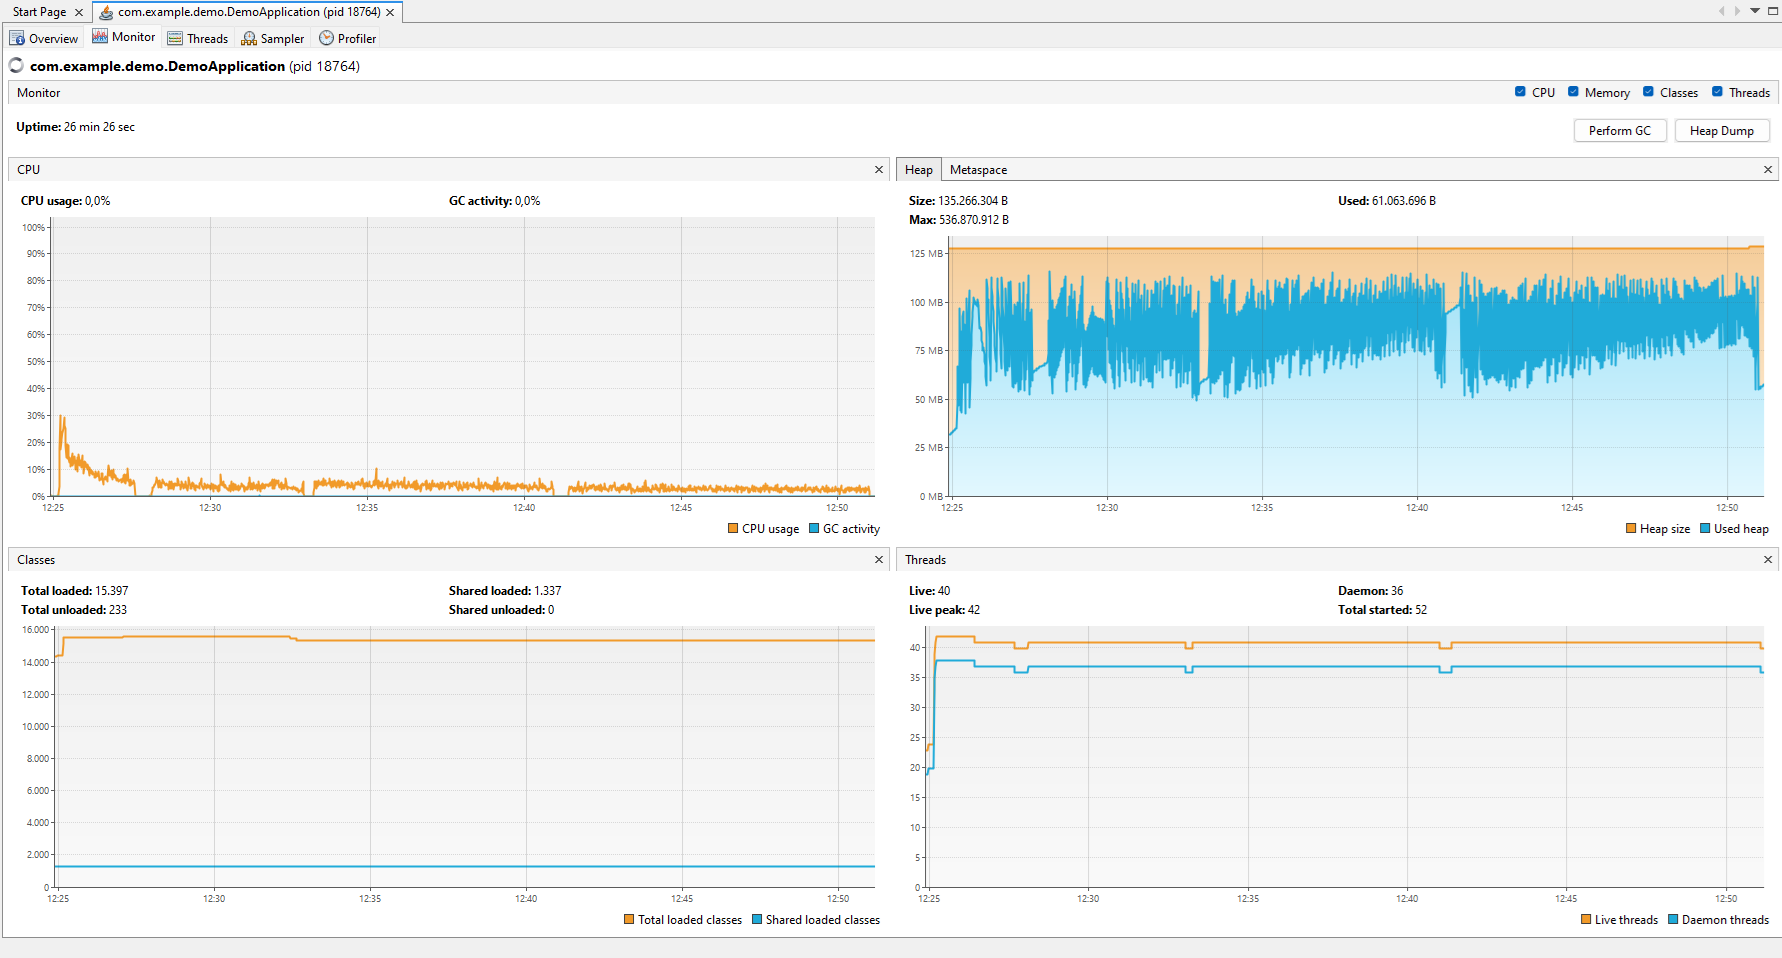 Start Page
com.example.demo.DemoApplication (pid 18764)
Overview Monitor Threads Sampler Profiler
com.example.demo.DemoApplication (pid 18764)
Monitor
CPU Memory Classes Threads
Uptime: 26 min 26 sec
Perform GC Heap Dump
CPU
CPU usage: 0,0% GC activity: 0,0%
100%
90%
80%
70%
60%
50%
40%
30%
20%
10%
0%
12:25 12:30 12:35 12:40 12:45 12:50
CPU usage GC activity
Heap Metaspace
Size: 135.266.304 B Used: 61.063.696 B
Max: 536.870.912 B
125 MB
100 MB
75 MB
50 MB
25 MB
0 MB
12:25 12:30 12:35 12:40 12:45 12:50
Heap size Used heap
Classes
Total loaded: 15.397 Shared loaded: 1.337
Total unloaded: 233 Shared unloaded: 0
16.000
14.000
12.000
10.000
8.000
6.000
4.000
2.000
0
12:25 12:30 12:35 12:40 12:45 12:50
Total loaded classes Shared loaded classes
Threads
Live: 40 Daemon: 36
Live peak: 42 Total started: 52
40
35
30
25
20
15
10
5
0
12:25 12:30 12:35 12:40 12:45 12:50
Live threads Daemon threads